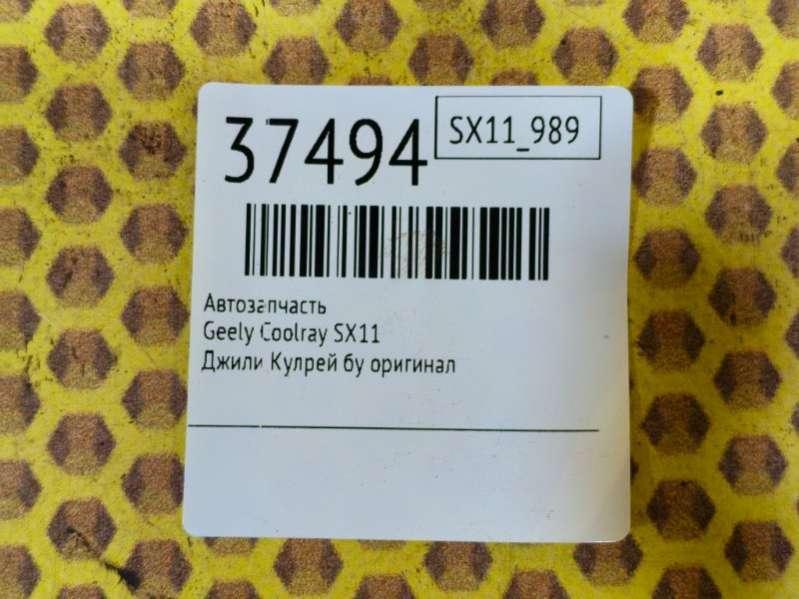 37494
SX11_989
Автозапчасть
Geely Coolray SX11
Джили Кулрей бу оригинал